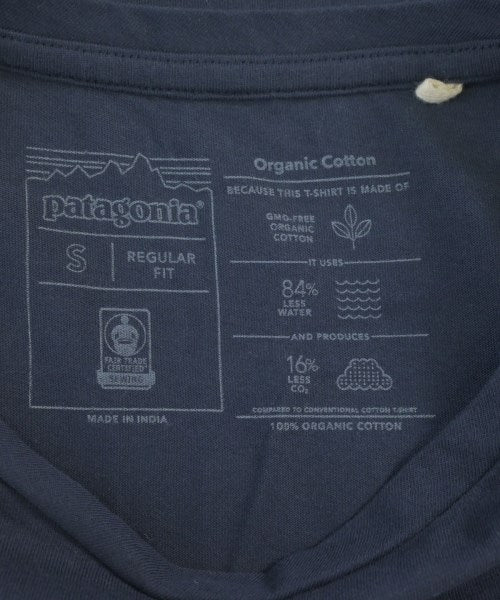 patagonia®
S
REGULAR
FIT
FAIR TRADE
CERTIFIED™
SEWING
MADE IN INDIA
Organic Cotton
BECAUSE THIS T-SHIRT IS MADE OF
GMO-FREE
ORGANIC
COTTON
IT USES
84%
LESS
WATER
AND PRODUCES
16%
LESS
CO₂
COMPARED TO CONVENTIONAL COTTON T-SHIRT
100% ORGANIC COTTON